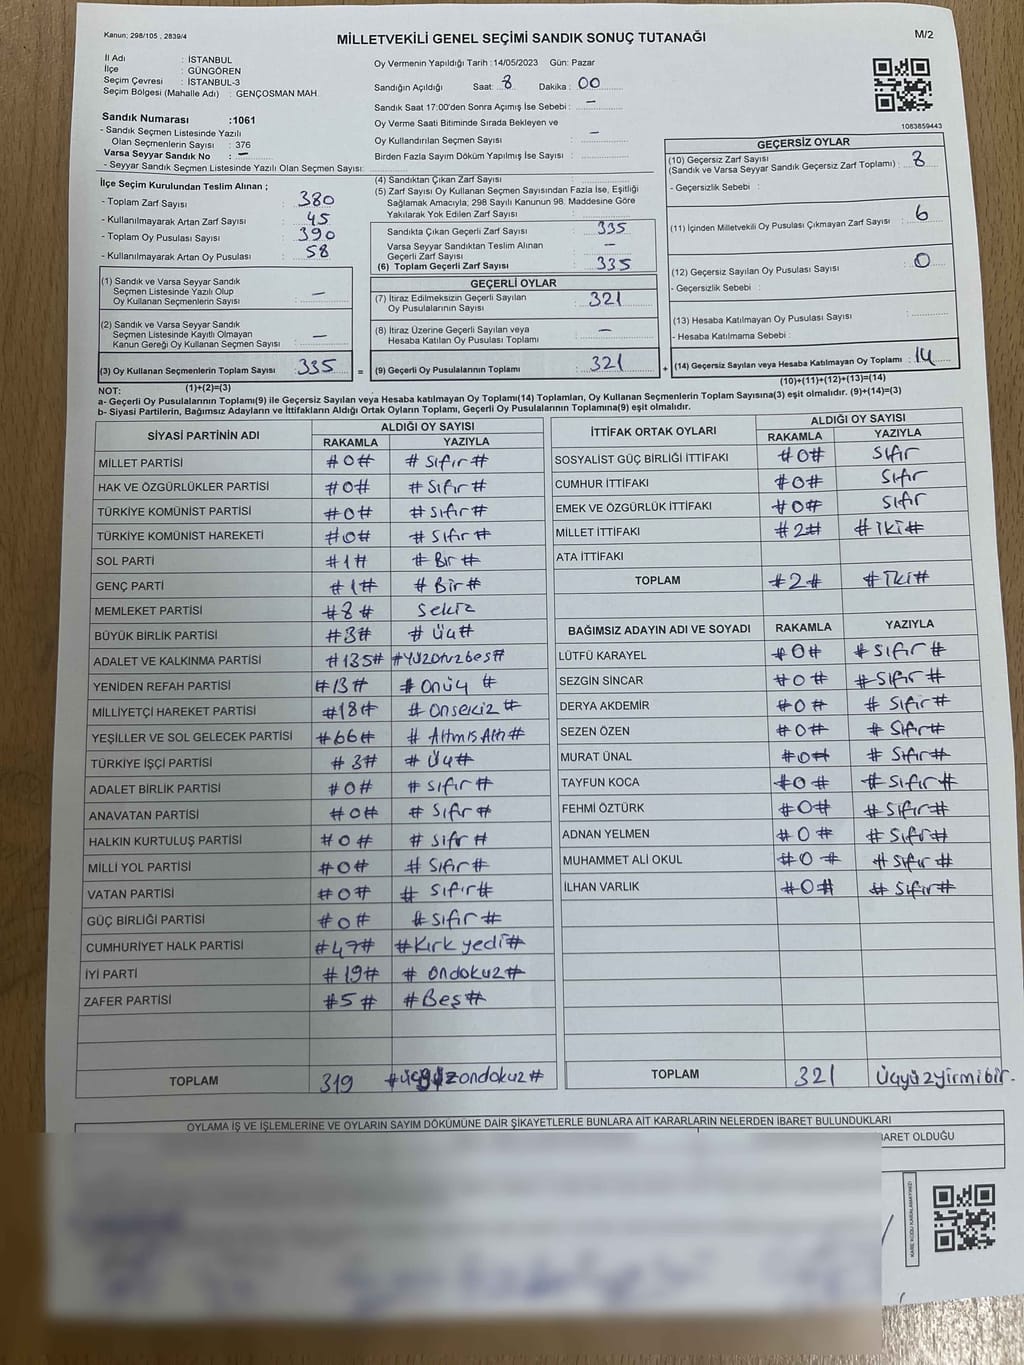 Kanun; 298/105 , 2839/4
MİLLETVEKİLİ GENEL SEÇİMİ SANDIK SONUÇ TUTANAĞI
M/2
İl Adı : İSTANBUL
İlçe : GÜNGÖREN
Seçim Çevresi : İSTANBUL-3
Seçim Bölgesi (Mahalle Adı) : GENÇOSMAN MAH.
Sandık Numarası :1061
- Sandık Seçmen Listesinde Yazılı
Olan Seçmenlerin Sayısı : 376
Varsa Seyyar Sandık No : -
- Seyyar Sandık Seçmen Listesinde Yazılı Olan Seçmen Sayısı:
Oy Vermenin Yapıldığı Tarih :14/05/2023 Gün: Pazar
Sandığın Açıldığı Saat: 8 Dakika : 00
Sandık Saat 17:00'den Sonra Açımış İse Sebebi : -
Oy Verme Saati Bitiminde Sırada Bekleyen ve
Oy Kullandırılan Seçmen Sayısı : -
Birden Fazla Sayım Döküm Yapılmış İse Sayısı :
1083859443
İlçe Seçim Kurulundan Teslim Alınan ;
- Toplam Zarf Sayısı : 380
- Kullanılmayarak Artan Zarf Sayısı : 45
- Toplam Oy Pusulası Sayısı : 390
- Kullanılmayarak Artan Oy Pusulası : 58
(1) Sandık ve Varsa Seyyar Sandık
Seçmen Listesinde Yazılı Olup
Oy Kullanan Seçmenlerin Sayısı : -
(2) Sandık ve Varsa Seyyar Sandık
Seçmen Listesinde Kayıtlı Olmayan
Kanun Gereği Oy Kullanan Seçmen Sayısı : -
(3) Oy Kullanan Seçmenlerin Toplam Sayısı : 335
(1)+(2)=(3)
(4) Sandıktan Çıkan Zarf Sayısı :
(5) Zarf Sayısı Oy Kullanan Seçmen Sayısından Fazla İse, Eşitliği
Sağlamak Amacıyla, 298 Sayılı Kanunun 98. Maddesine Göre
Yakılarak Yok Edilen Zarf Sayısı :
Sandıkta Çıkan Geçerli Zarf Sayısı : 335
Varsa Seyyar Sandıktan Teslim Alınan
Geçerli Zarf Sayısı : -
(6) Toplam Geçerli Zarf Sayısı : 335
=
GEÇERLİ OYLAR
(7) İtiraz Edilmeksizin Geçerli Sayılan
Oy Pusulalarının Sayısı : 321
(8) İtiraz Üzerine Geçerli Sayılan veya
Hesaba Katılan Oy Pusulası Toplamı : -
(9) Geçerli Oy Pusulalarının Toplamı : 321
+
GEÇERSİZ OYLAR
(10) Geçersiz Zarf Sayısı
(Sandık ve Varsa Seyyar Sandık Geçersiz Zarf Toplamı) : 8
- Geçersizlik Sebebi :
(11) İçinden Milletvekili Oy Pusulası Çıkmayan Zarf Sayısı : 6
(12) Geçersiz Sayılan Oy Pusulası Sayısı : 0
- Geçersizlik Sebebi :
(13) Hesaba Katılmayan Oy Pusulası Sayısı :
- Hesaba Katılmama Sebebi :
(14) Geçersiz Sayılan veya Hesaba Katılmayan Oy Toplamı : 14
(10)+(11)+(12)+(13)=(14)
NOT:
a- Geçerli Oy Pusulalarının Toplamı(9) ile Geçersiz Sayılan veya Hesaba katılmayan Oy Toplamı(14) Toplamları, Oy Kullanan Seçmenlerin Toplam Sayısına(3) eşit olmalıdır. (9)+(14)=(3)
b- Siyasi Partilerin, Bağımsız Adayların ve İttifakların Aldığı Ortak Oyların Toplamı, Geçerli Oy Pusulalarının Toplamına(9) eşit olmalıdır.
SİYASİ PARTİNİN ADI ALDIĞI OY SAYISI
RAKAMLA YAZIYLA
MİLLET PARTİSİ #0# # Sıfır #
HAK VE ÖZGÜRLÜKLER PARTİSİ #0# # Sıfır #
TÜRKİYE KOMÜNİST PARTİSİ #0# # Sıfır #
TÜRKİYE KOMÜNİST HAREKETİ #0# # Sıfır #
SOL PARTİ #1# # Bir #
GENÇ PARTİ #1# # Bir #
MEMLEKET PARTİSİ #8# Sekiz
BÜYÜK BİRLİK PARTİSİ #3# # Üç #
ADALET VE KALKINMA PARTİSİ #135# #Yüzotuzbeş#
YENİDEN REFAH PARTİSİ #13# # Onüç #
MİLLİYETÇİ HAREKET PARTİSİ #18# # Onsekiz #
YEŞİLLER VE SOL GELECEK PARTİSİ #66# # Altmış Altı #
TÜRKİYE İŞÇİ PARTİSİ #3# # Üç #
ADALET BİRLİK PARTİSİ #0# # Sıfır #
ANAVATAN PARTİSİ #0# # Sıfır #
HALKIN KURTULUŞ PARTİSİ #0# # Sıfır #
MİLLİ YOL PARTİSİ #0# # Sıfır #
VATAN PARTİSİ #0# # Sıfır #
GÜÇ BİRLİĞİ PARTİSİ #0# # Sıfır #
CUMHURİYET HALK PARTİSİ #47# #Kırk yedi#
İYİ PARTİ #19# # Ondokuz #
ZAFER PARTİSİ #5# # Beş #
TOPLAM 319 #üçyüzondokuz#
İTTİFAK ORTAK OYLARI ALDIĞI OY SAYISI
RAKAMLA YAZIYLA
SOSYALİST GÜÇ BİRLİĞİ İTTİFAKI #0# Sıfır
CUMHUR İTTİFAKI #0# Sıfır
EMEK VE ÖZGÜRLÜK İTTİFAKI #0# Sıfır
MİLLET İTTİFAKI #2# # İki #
ATA İTTİFAKI
TOPLAM #2# # İki #
BAĞIMSIZ ADAYIN ADI VE SOYADI RAKAMLA YAZIYLA
LÜTFÜ KARAYEL #0# # Sıfır #
SEZGİN SİNCAR #0# # Sıfır #
DERYA AKDEMİR #0# # Sıfır #
SEZEN ÖZEN #0# # Sıfır #
MURAT ÜNAL #0# # Sıfır #
TAYFUN KOCA #0# # Sıfır #
FEHMİ ÖZTÜRK #0# # Sıfır #
ADNAN YELMEN #0# # Sıfır #
MUHAMMET ALİ OKUL #0# # Sıfır #
İLHAN VARLIK #0# # Sıfır #
TOPLAM 321 Üçyüzyirmibir.
OYLAMA İŞ VE İŞLEMLERİNE VE OYLARIN SAYIM DÖKÜMÜNE DAİR ŞİKAYETLERLE BUNLARA AİT KARARLARIN NELERDEN İBARET BULUNDUKLARI
BARET OLDUĞU